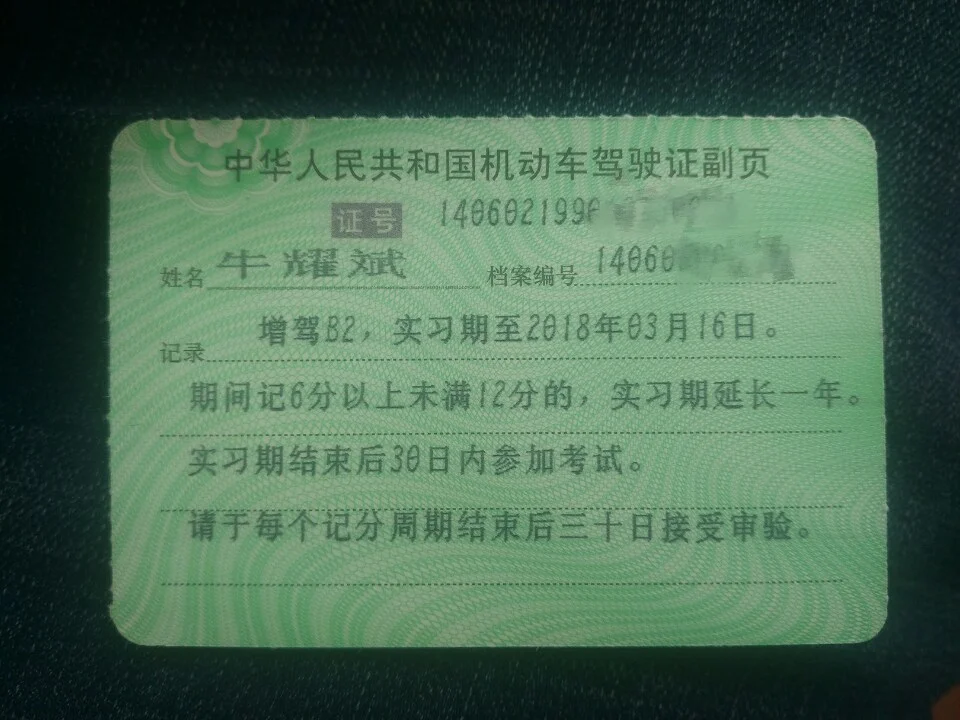 中华人民共和国机动车驾驶证副页
证号 1406021990
姓名 牛耀斌 档案编号 14060
记录 增驾B2，实习期至2018年03月16日。
期间记6分以上未满12分的，实习期延长一年。
实习期结束后30日内参加考试。
请于每个记分周期结束后三十日接受审验。